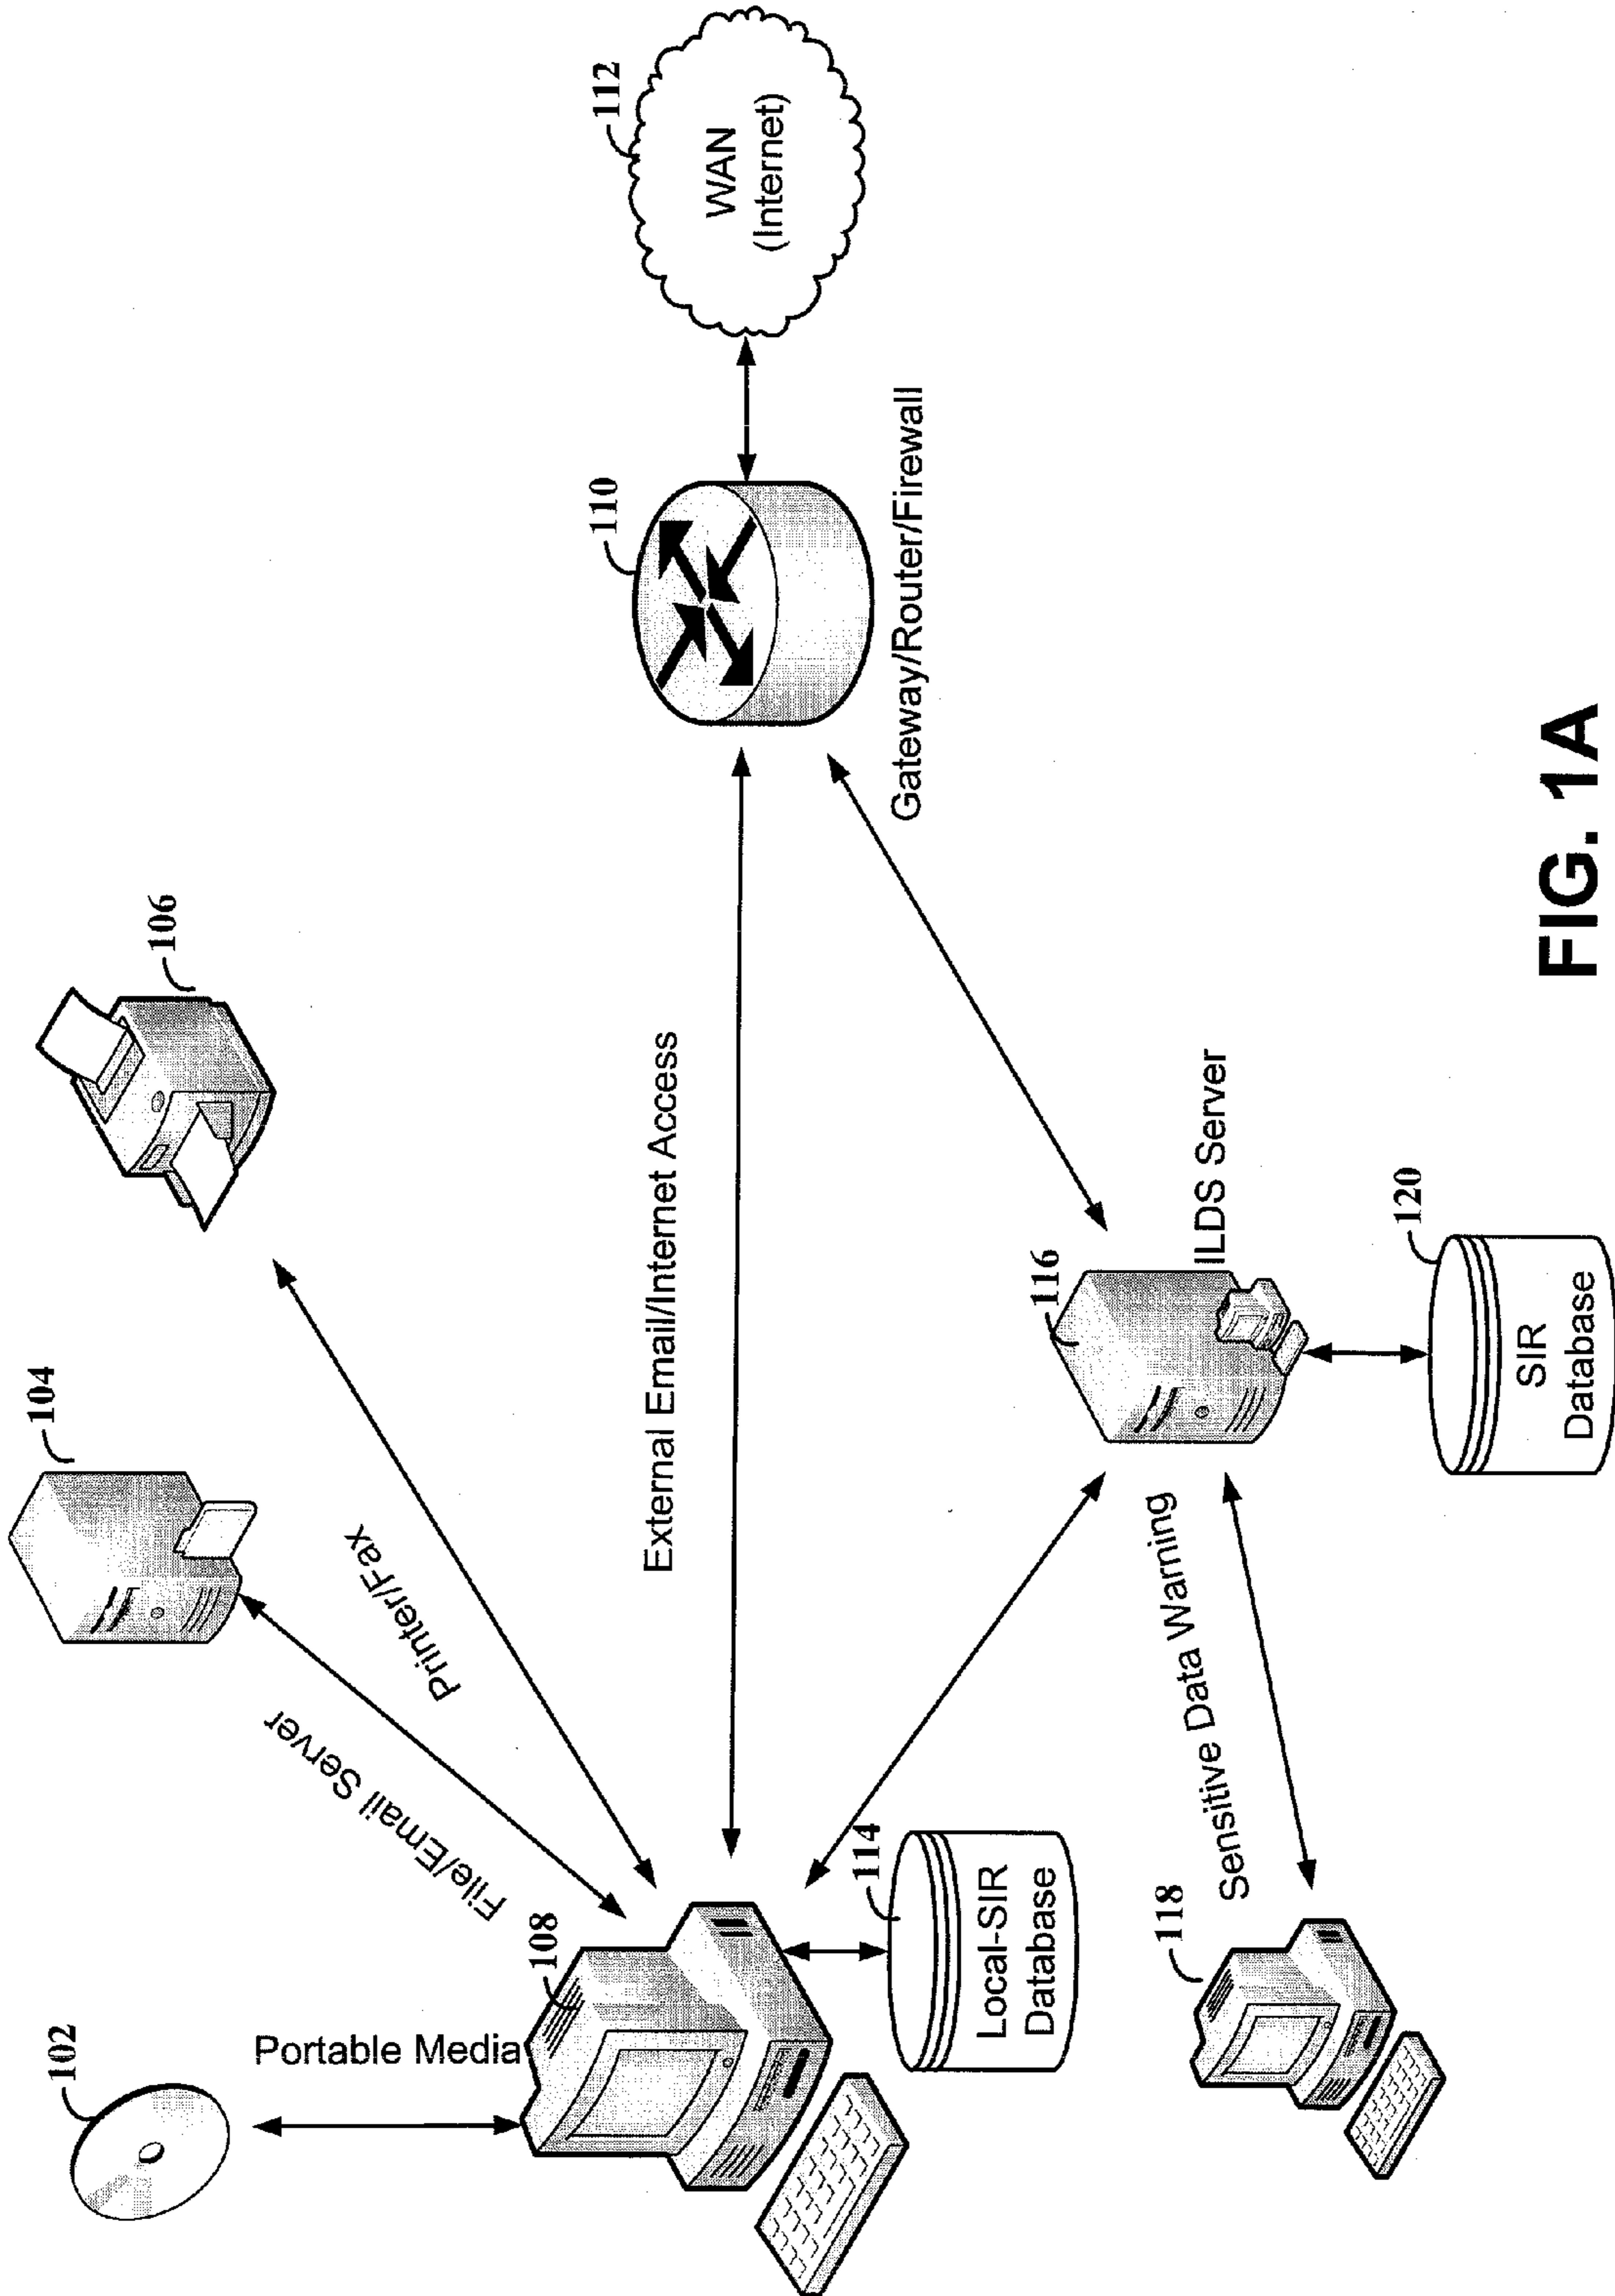 102
Portable Media
104
File/Email Server
106
Printer/Fax
108
External Email/Internet Access
110
Gateway/Router/Firewall
112
WAN
(Internet)
114
Local-SIR
Database
116
ILDS Server
118
Sensitive Data Warning
120
SIR
Database
FIG. 1A